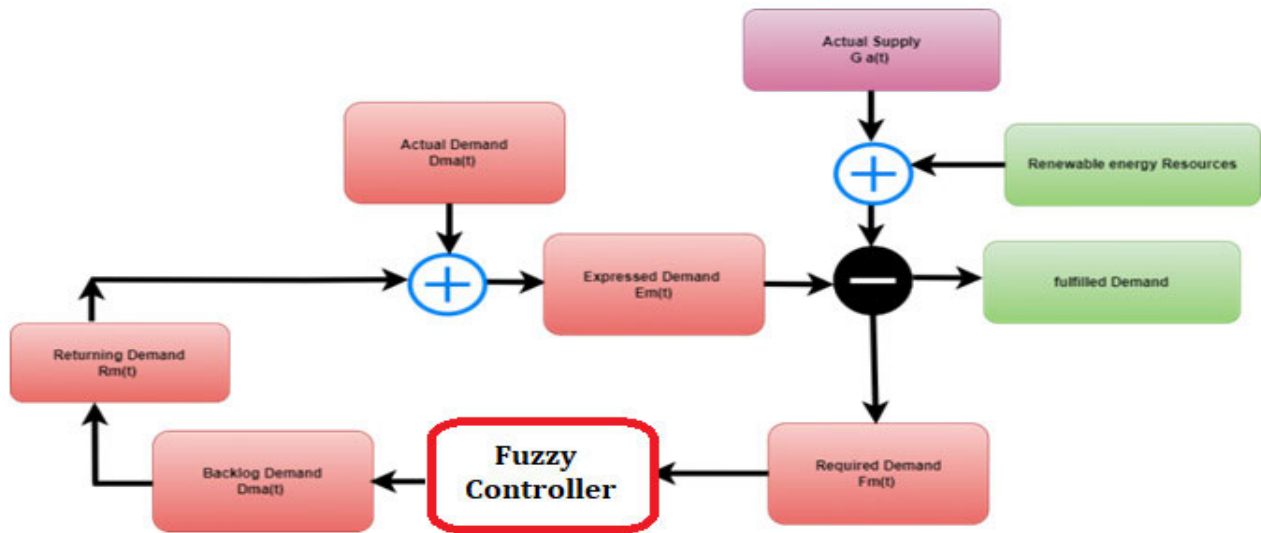 Actual Supply
G a(t)
Actual Demand
Dma(t)
Renewable energy Resources
Expressed Demand
Em(t)
fulfilled Demand
Returning Demand
Rm(t)
Fuzzy
Controller
Required Demand
Fm(t)
Backlog Demand
Dma(t)